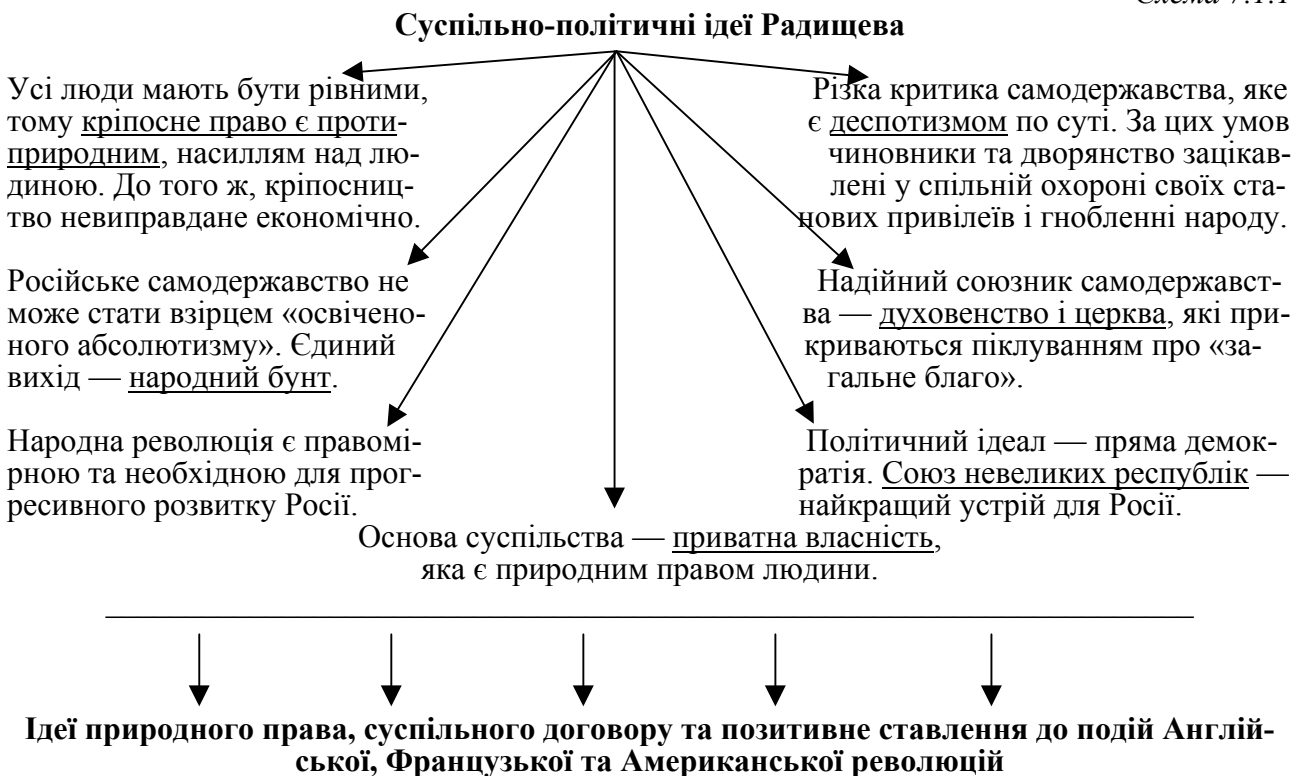 Схема 7.1.1
Суспільно-політичні ідеї Радищева
Усі люди мають бути рівними,
тому кріпосне право є проти-
природним, насиллям над лю-
диною. До того ж, кріпосниц-
тво невиправдане економічно.
Російське самодержавство не
може стати взірцем «освічено-
ного абсолютизму». Єдиний
вихід — народний бунт.
Народна революція є правомі-
рною та необхідною для прог-
ресивного розвитку Росії.
Різка критика самодержавства, яке
є деспотизмом по суті. За цих умов
чиновники та дворянство зацікав-
лені у спільній охороні своїх ста-
нових привілеїв і гнобленні народу.
Надійний союзник самодержавст-
ва — духовенство і церква, які при-
криваються піклуванням про «за-
гальне благо».
Політичний ідеал — пряма демок-
ратія. Союз невеликих республік —
найкращий устрій для Росії.
Основа суспільства — приватна власність,
яка є природним правом людини.
Ідеї природного права, суспільного договору та позитивне ставлення до подій Англій-
ської, Французької та Американської революцій